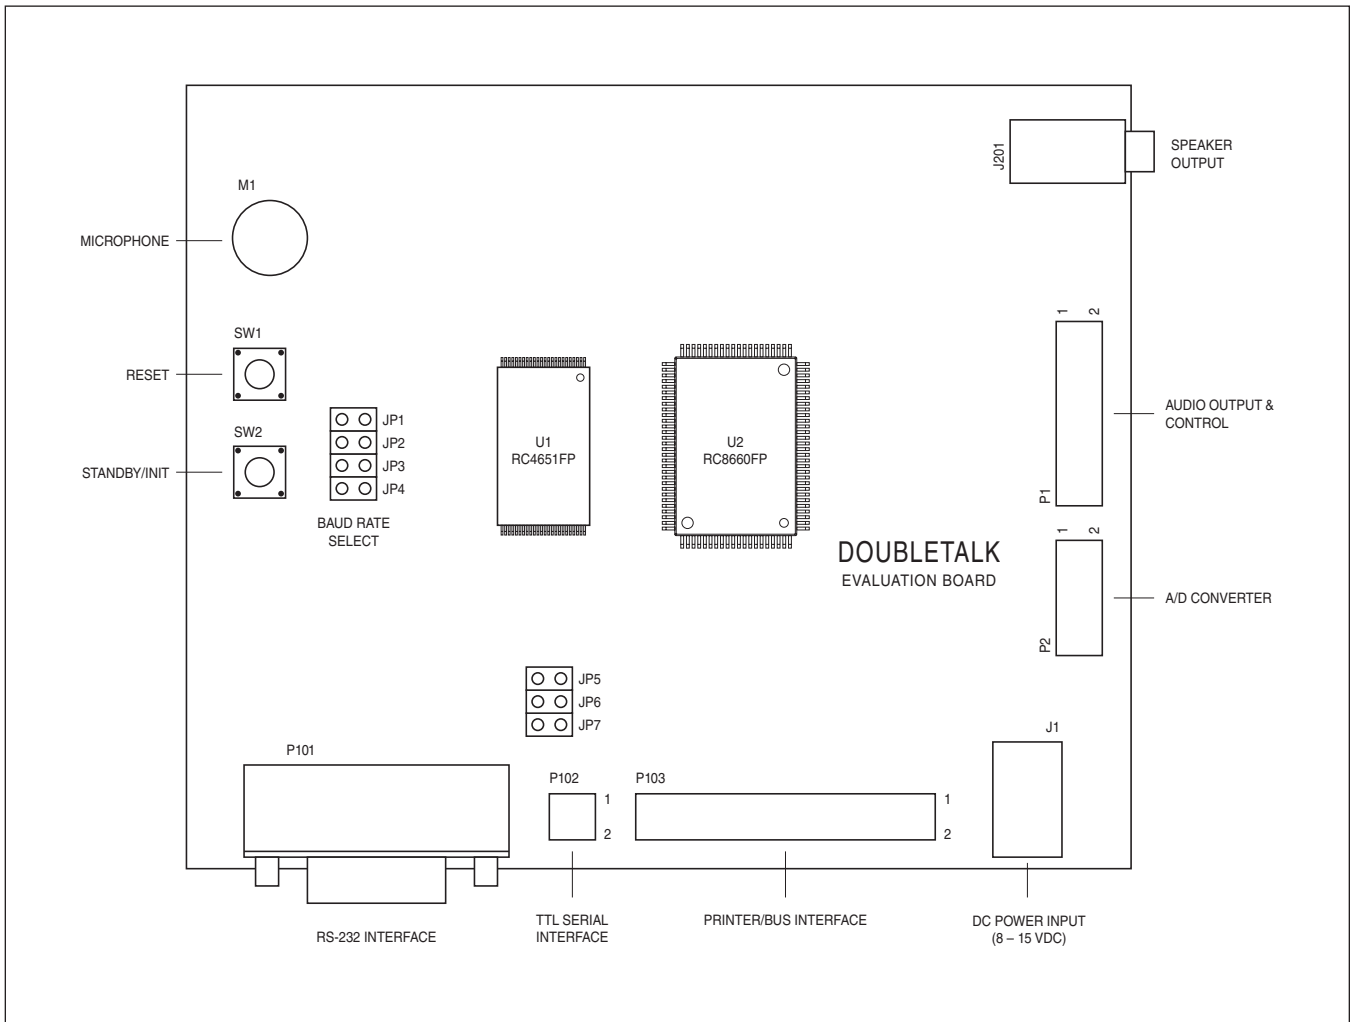 J201
SPEAKER
OUTPUT
M1
MICROPHONE
SW1
RESET
SW2
STANDBY/INIT
JP1
JP2
JP3
JP4
BAUD RATE
SELECT
U1
RC4651FP
U2
RC8660FP
1 2
P1
AUDIO OUTPUT &
CONTROL
DOUBLETALK
EVALUATION BOARD
1 2
P2
A/D CONVERTER
JP5
JP6
JP7
P101
RS-232 INTERFACE
P102
1
2
TTL SERIAL
INTERFACE
P103
1
2
PRINTER/BUS INTERFACE
J1
DC POWER INPUT
(8 – 15 VDC)